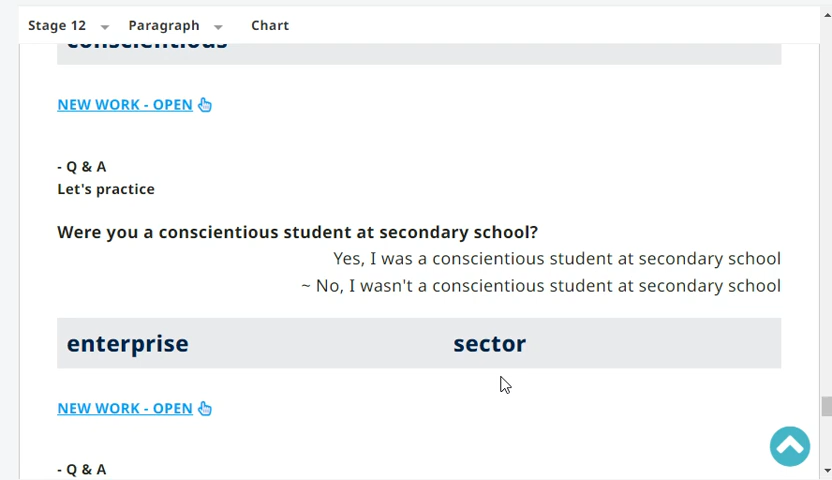 Stage 12 Paragraph Chart
conscientious
NEW WORK - OPEN
- Q & A
Let's practice
Were you a conscientious student at secondary school?
Yes, I was a conscientious student at secondary school
~ No, I wasn't a conscientious student at secondary school
enterprise sector
NEW WORK - OPEN
- Q & A